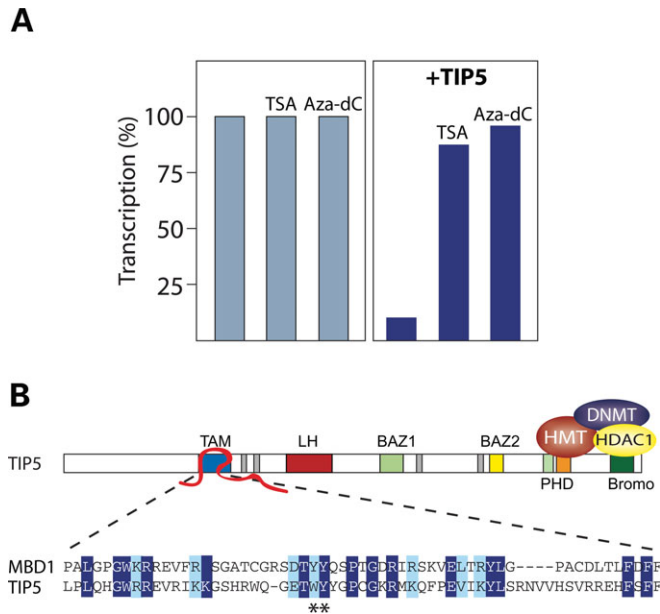 A
+TIP5
TSA Aza-dC
TSA
Aza-dC
Transcription (%)
100
75
50
25
B
TAM
LH
BAZ1
BAZ2
HMT
DNMT
HDAC1
TIP5
PHD
Bromo
MBD1 PALGPGWKRREVFRKSGATCGRSDTYYQSPTGDRIRSKVELTRYLG----PACDLTLFDFF
TIP5 LPLQHGWRREVRIKKGSHRWQ-GETWYYGPCGKRMKQFPEVIKYLSRNVVHSVRREHFSFF
**